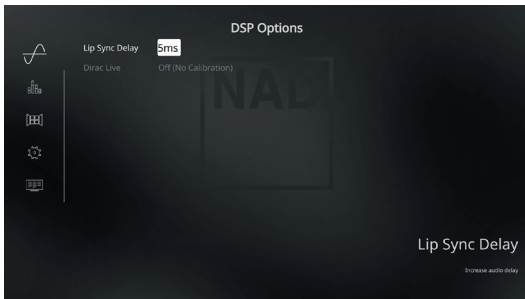 DSP Options
Lip Sync Delay 5ms
Dirac Live Off (No Calibration)
NAD
Lip Sync Delay
Increase audio delay